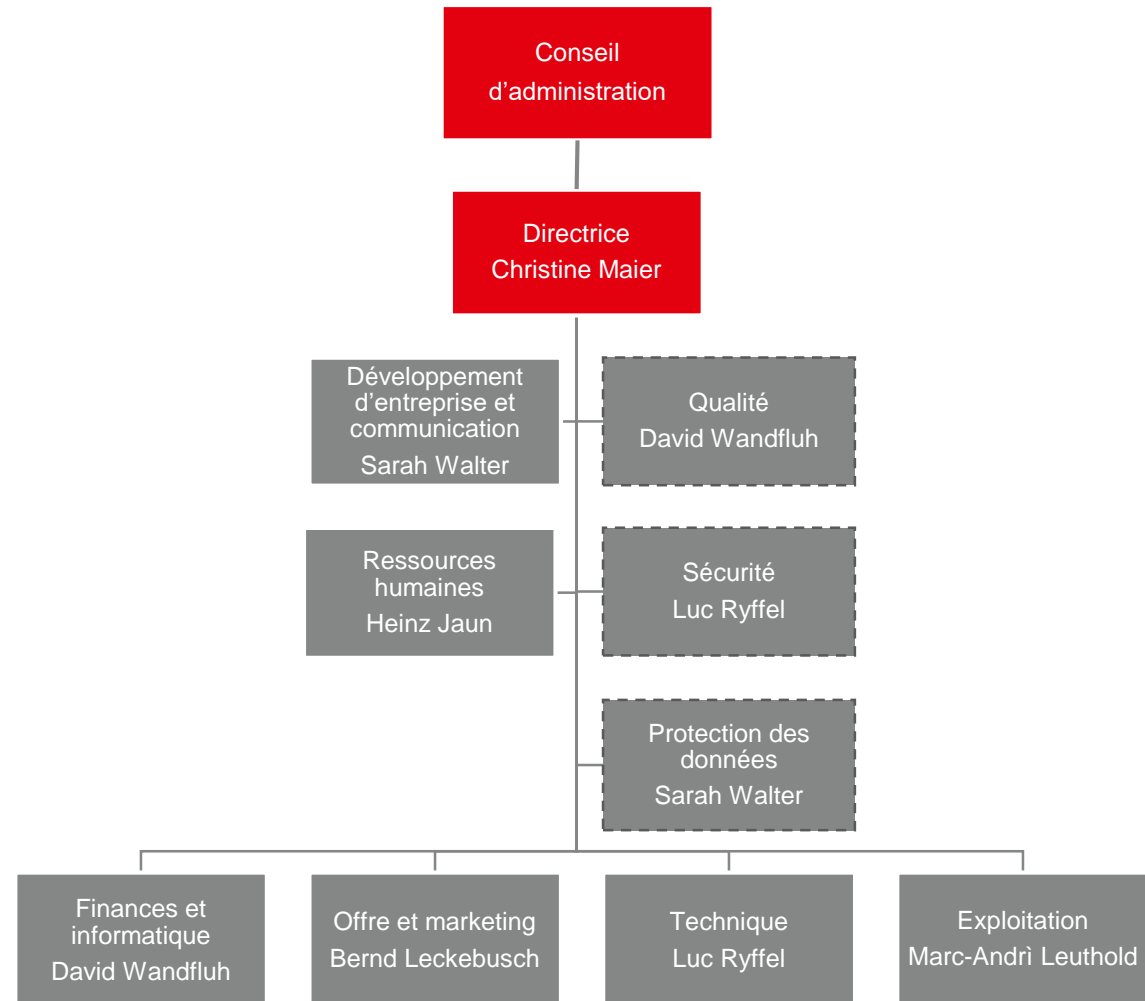 Conseil
d’administration
Directrice
Christine Maier
Développement
d’entreprise et
communication
Sarah Walter
Qualité
David Wandfluh
Ressources
humaines
Heinz Jaun
Sécurité
Luc Ryffel
Protection des
données
Sarah Walter
Finances et
informatique
David Wandfluh
Offre et marketing
Bernd Leckebusch
Technique
Luc Ryffel
Exploitation
Marc-Andrì Leuthold